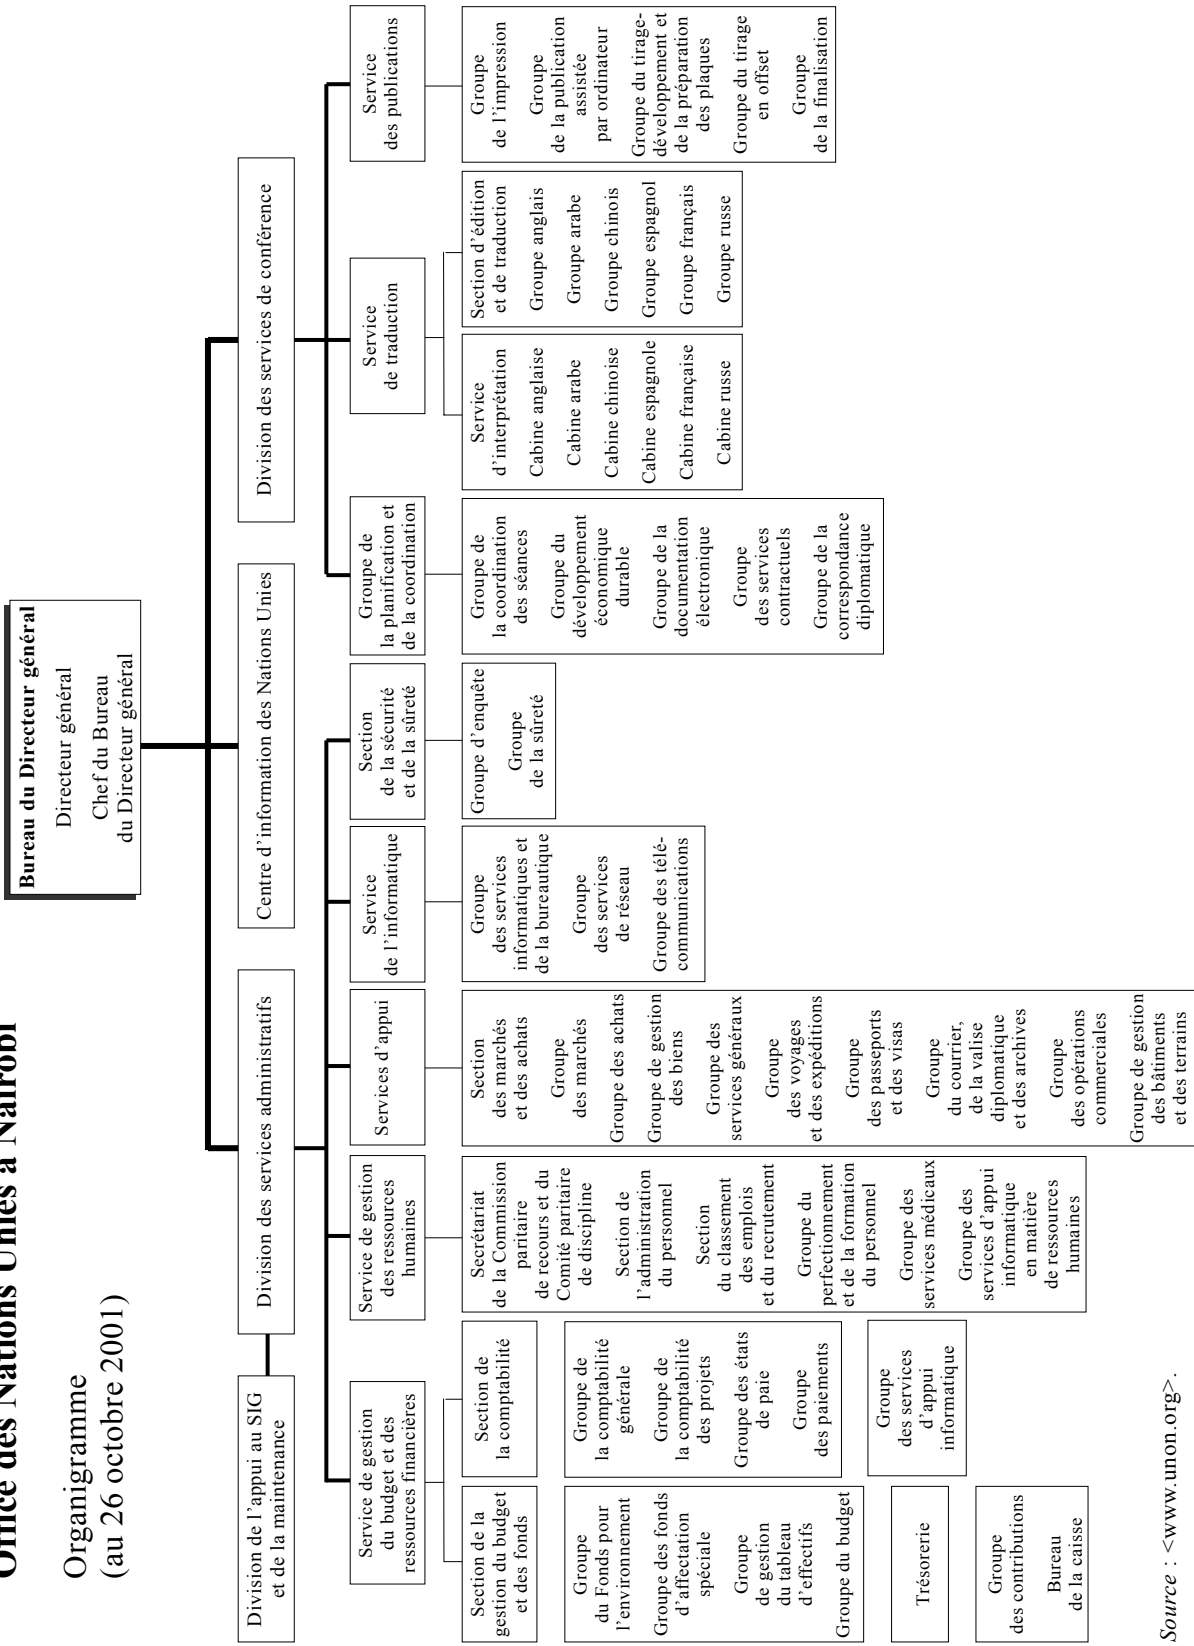 Office des Nations Unies à Nairobi
Organigramme
(au 26 octobre 2001)
Bureau du Directeur général
Directeur général
Chef du Bureau
du Directeur général
Division de l'appui au SIG
et de la maintenance
Division des services administratifs
Centre d'information des Nations Unies
Division des services de conférence
Service de gestion
du budget et des
ressources financières
Service de gestion
des ressources
humaines
Services d'appui
Service
de l'informatique
Section
de la sécurité
et de la sûreté
Groupe de
la planification et
de la coordination
Service
de traduction
Service
des publications
Section de la
gestion du budget
et des fonds
Groupe
du Fonds pour
l'environnement
Groupe des fonds
d'affectation
spéciale
Groupe
de gestion
du tableau
d'effectifs
Groupe du budget
Trésorerie
Groupe
des contributions
Bureau
de la caisse
Section de
la comptabilité
Groupe de
la comptabilité
générale
Groupe de
la comptabilité
des projets
Groupe des états
de paie
Groupe
des paiements
Groupe
des services
d'appui
informatique
Secrétariat
de la Commission
paritaire
de recours et du
Comité paritaire
de discipline
Section de
l'administration
du personnel
Section
du classement
des emplois
et du recrutement
Groupe du
perfectionnement
et de la formation
du personnel
Groupe des
services médicaux
Groupe des
services d'appui
informatique
en matière
de ressources
humaines
Section
des marchés
et des achats
Groupe
des marchés
Groupe des achats
Groupe de gestion
des biens
Groupe des
services généraux
Groupe
des voyages
et des expéditions
Groupe
des passeports
et des visas
Groupe
du courrier,
de la valise
diplomatique
et des archives
Groupe
des opérations
commerciales
Groupe de gestion
des bâtiments
et des terrains
Groupe
des services
informatiques et
de la bureautique
Groupe
des services
de réseau
Groupe des télé-
communications
Groupe d'enquête
Groupe
de la sûreté
Groupe de
la coordination
des séances
Groupe du
développement
économique
durable
Groupe de la
documentation
électronique
Groupe
des services
contractuels
Groupe de la
correspondance
diplomatique
Service
d'interprétation
Cabine anglaise
Cabine arabe
Cabine chinoise
Cabine espagnole
Cabine française
Cabine russe
Section d'édition
et de traduction
Groupe anglais
Groupe arabe
Groupe chinois
Groupe espagnol
Groupe français
Groupe russe
Groupe
de l'impression
Groupe
de la publication
assistée
par ordinateur
Groupe du tirage-
développement et
de la préparation
des plaques
Groupe du tirage
en offset
Groupe
de la finalisation
Source : <www.unon.org>.